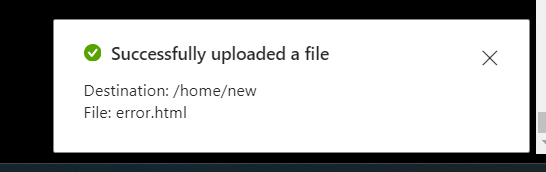 Successfully uploaded a file
Destination: /home/new
File: error.html